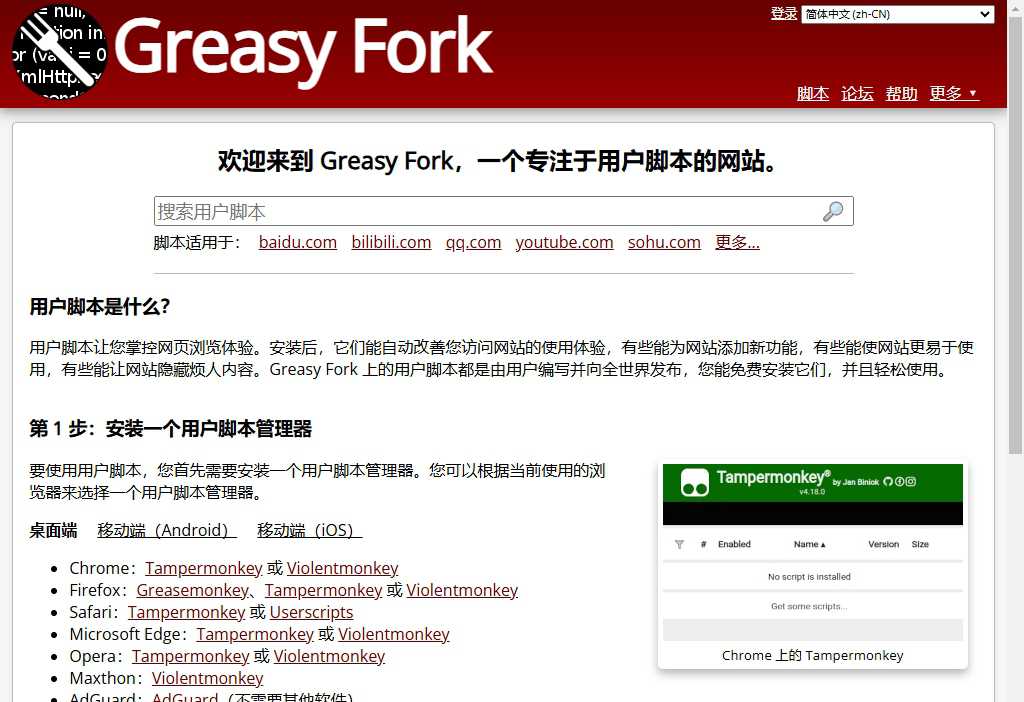 = null,
tion in
or (va i = 0
mlHttp
Greasy Fork
登录 简体中文 (zh-CN)
脚本 论坛 帮助 更多 ▼
欢迎来到 Greasy Fork，一个专注于用户脚本的网站。
搜索用户脚本
脚本适用于： baidu.com bilibili.com qq.com youtube.com sohu.com 更多...
用户脚本是什么？
用户脚本让您掌控网页浏览体验。安装后，它们能自动改善您访问网站的使用体验，有些能为网站添加新功能，有些能使网站更易于使
用，有些能让网站隐藏烦人内容。Greasy Fork 上的用户脚本都是由用户编写并向全世界发布，您能免费安装它们，并且轻松使用。
第 1 步：安装一个用户脚本管理器
要使用用户脚本，您首先需要安装一个用户脚本管理器。您可以根据当前使用的浏
览器来选择一个用户脚本管理器。
桌面端 移动端（Android） 移动端（iOS）
Chrome：Tampermonkey 或 Violentmonkey
Firefox：Greasemonkey、Tampermonkey 或 Violentmonkey
Safari：Tampermonkey 或 Userscripts
Microsoft Edge：Tampermonkey 或 Violentmonkey
Opera：Tampermonkey 或 Violentmonkey
Maxthon：Violentmonkey
AdGuard：AdGuard（不需要其他软件）
Tampermonkey® by Jan Biniok
v4.18.0
# Enabled Name ▴ Version Size
No script is installed
Get some scripts...
Chrome 上的 Tampermonkey